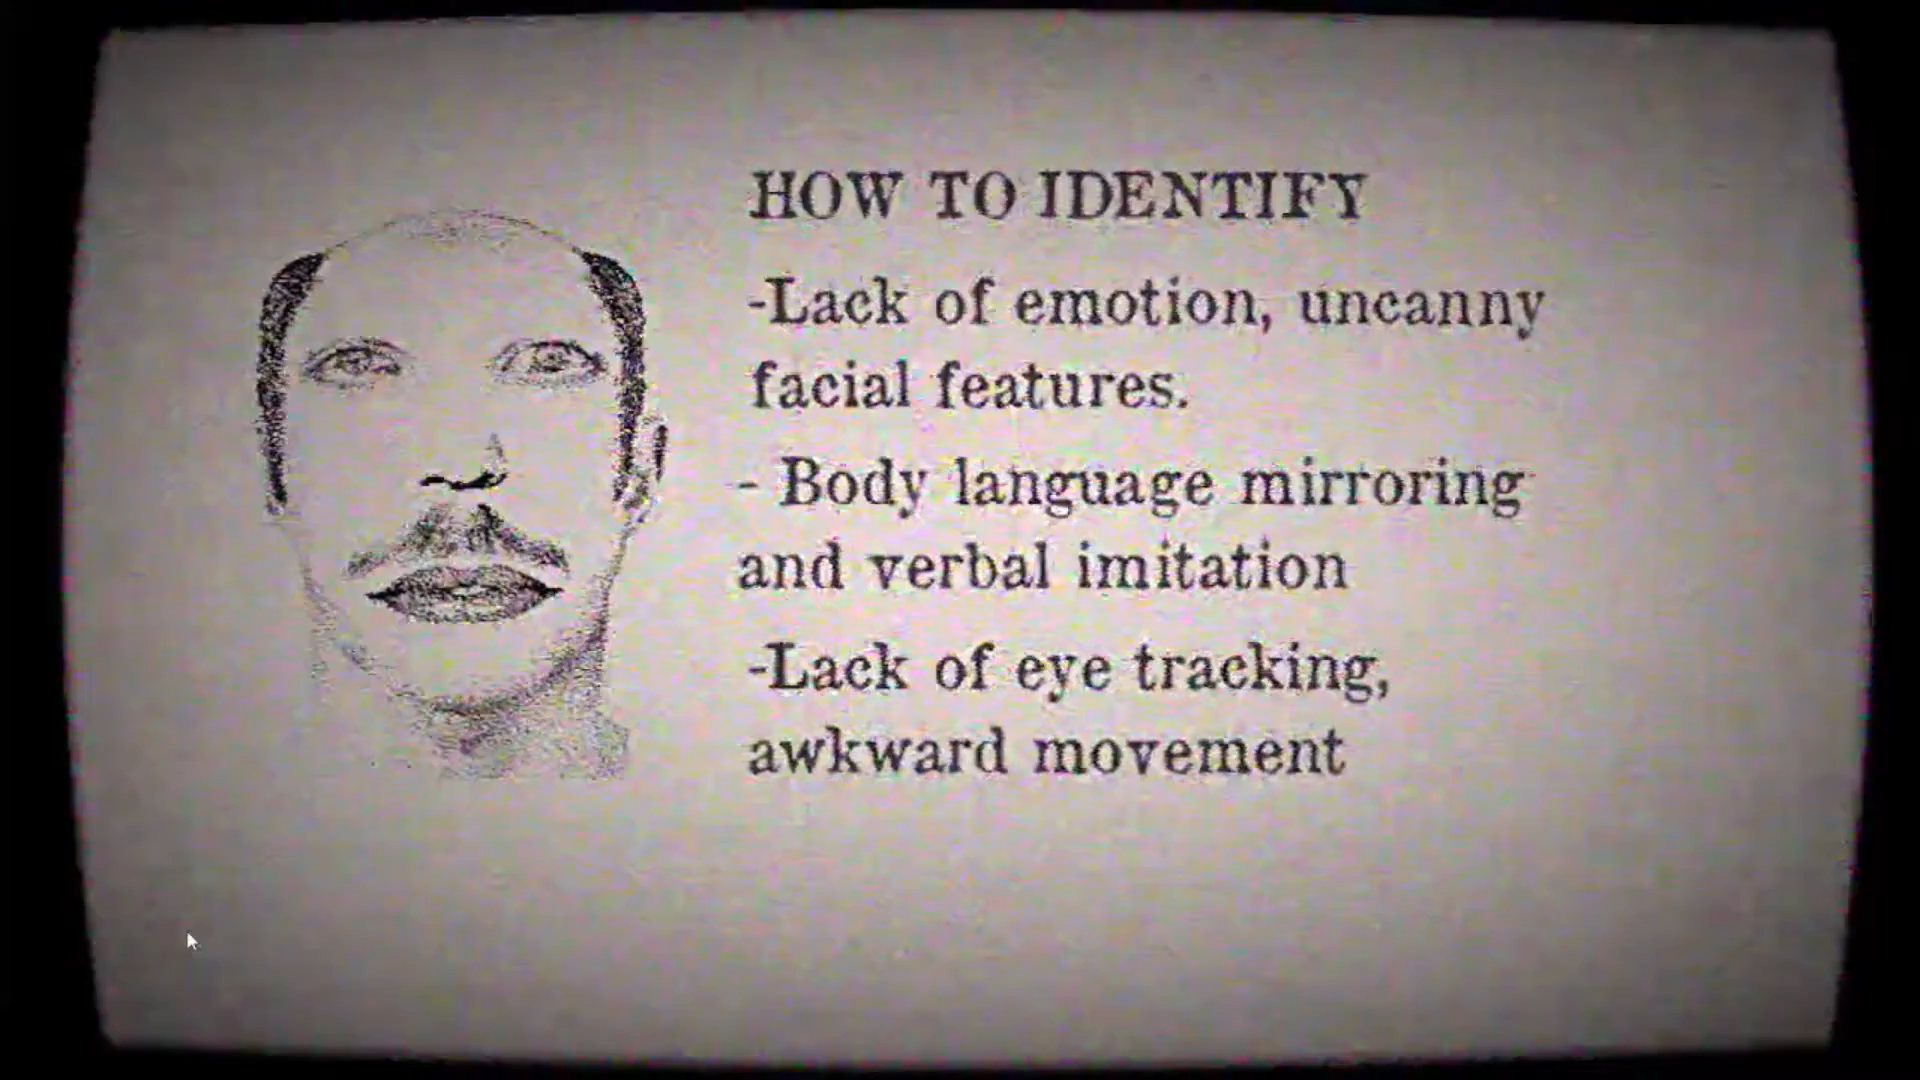 HOW TO IDENTIFY
-Lack of emotion, uncanny
facial features.
- Body language mirroring
and verbal imitation
-Lack of eye tracking,
awkward movement